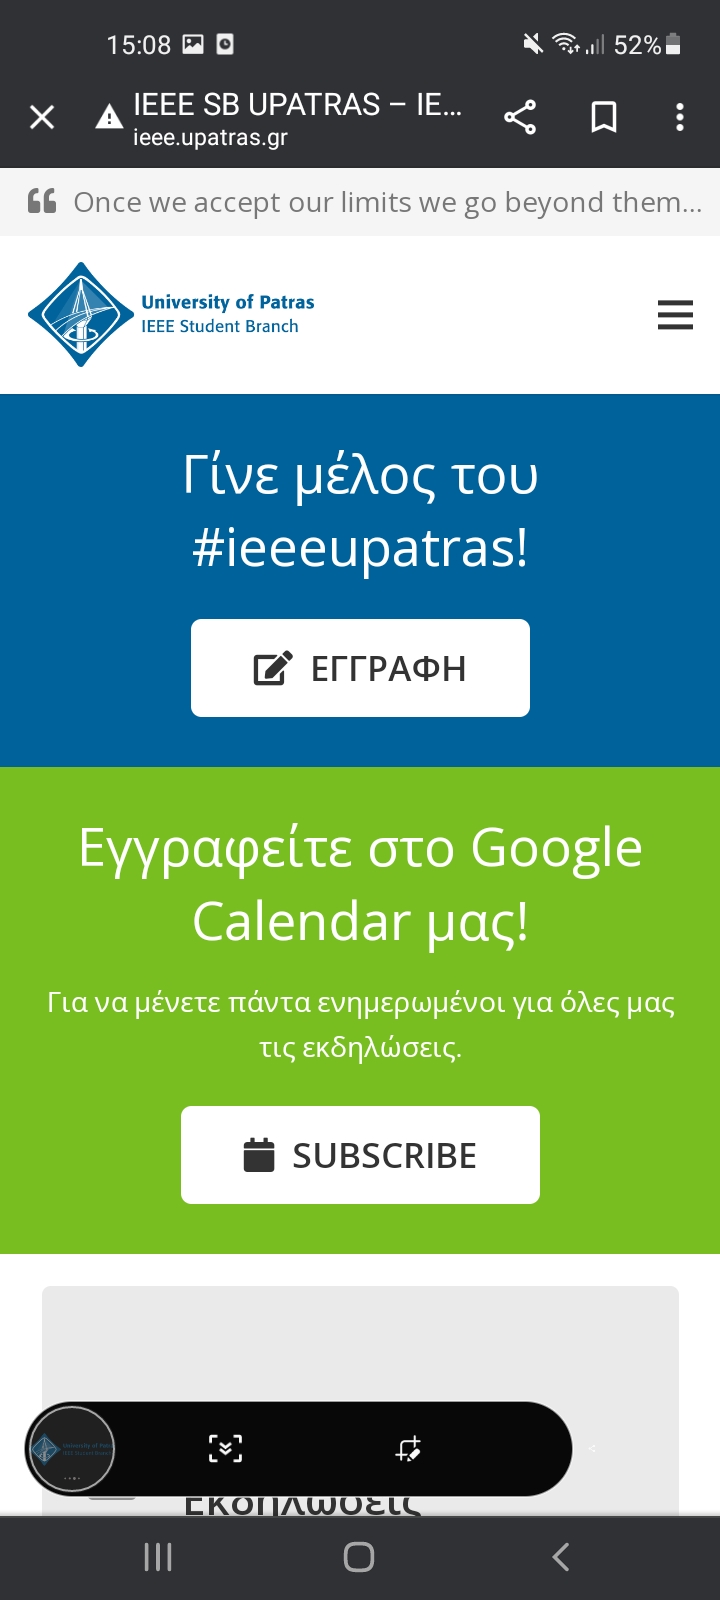 15:08
52%
IEEE SB UPATRAS – IE...
ieee.upatras.gr
Once we accept our limits we go beyond them...
University of Patras
IEEE Student Branch
Γίνε μέλος του
#ieeeupatras!
ΕΓΓΡΑΦΗ
Εγγραφείτε στο Google
Calendar μας!
Για να μένετε πάντα ενημερωμένοι για όλες μας
τις εκδηλώσεις.
SUBSCRIBE
Εκδηλώσεις